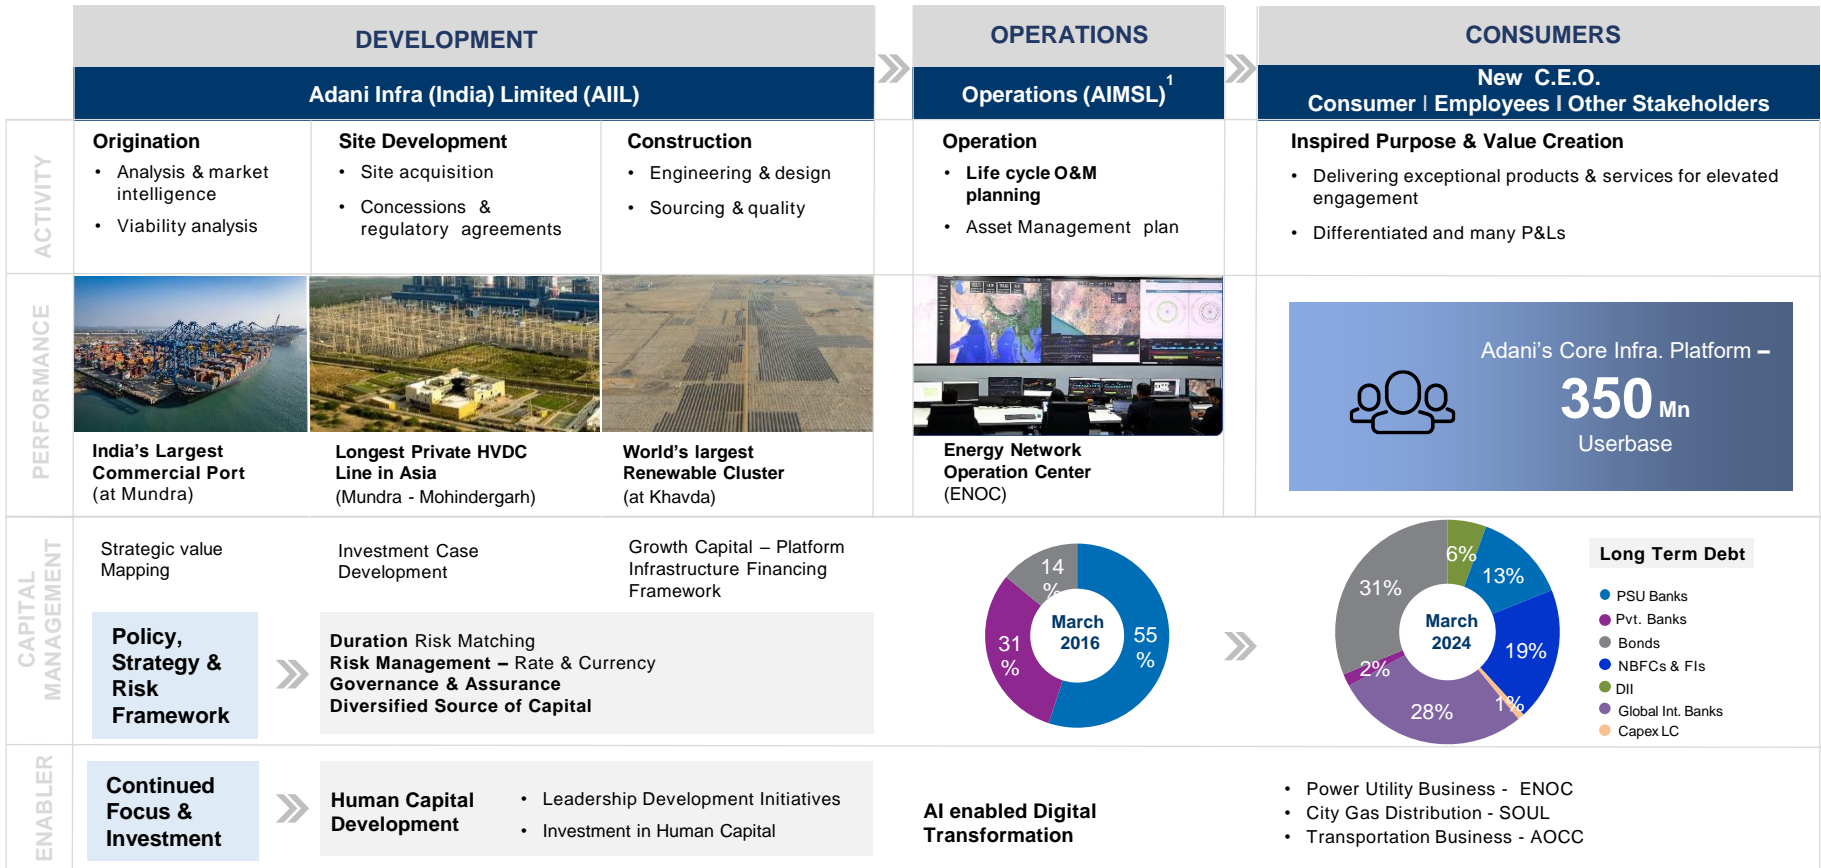 DEVELOPMENT
OPERATIONS
CONSUMERS
Adani Infra (India) Limited (AIIL)
Operations (AIMSL)1
New C.E.O.
Consumer I Employees I Other Stakeholders
ACTIVITY
Origination
• Analysis & market
intelligence
• Viability analysis
Site Development
• Site acquisition
• Concessions &
regulatory agreements
Construction
• Engineering & design
• Sourcing & quality
Operation
• Life cycle O&M
planning
• Asset Management plan
Inspired Purpose & Value Creation
• Delivering exceptional products & services for elevated
engagement
• Differentiated and many P&Ls
PERFORMANCE
India's Largest
Commercial Port
(at Mundra)
Longest Private HVDC
Line in Asia
(Mundra - Mohindergarh)
World's largest
Renewable Cluster
(at Khavda)
Energy Network
Operation Center
(ENOC)
Adani's Core Infra. Platform –
350 Mn
Userbase
CAPITAL
MANAGEMENT
Strategic value
Mapping
Investment Case
Development
Growth Capital – Platform
Infrastructure Financing
Framework
Policy,
Strategy &
Risk
Framework
Duration Risk Matching
Risk Management – Rate & Currency
Governance & Assurance
Diversified Source of Capital
14
%
31
%
55
%
March
2016
6%
13%
19%
1%
28%
2%
31%
March
2024
Long Term Debt
PSU Banks
Pvt. Banks
Bonds
NBFCs & FIs
DII
Global Int. Banks
Capex LC
ENABLER
Continued
Focus &
Investment
Human Capital
Development
• Leadership Development Initiatives
• Investment in Human Capital
AI enabled Digital
Transformation
• Power Utility Business - ENOC
• City Gas Distribution - SOUL
• Transportation Business - AOCC